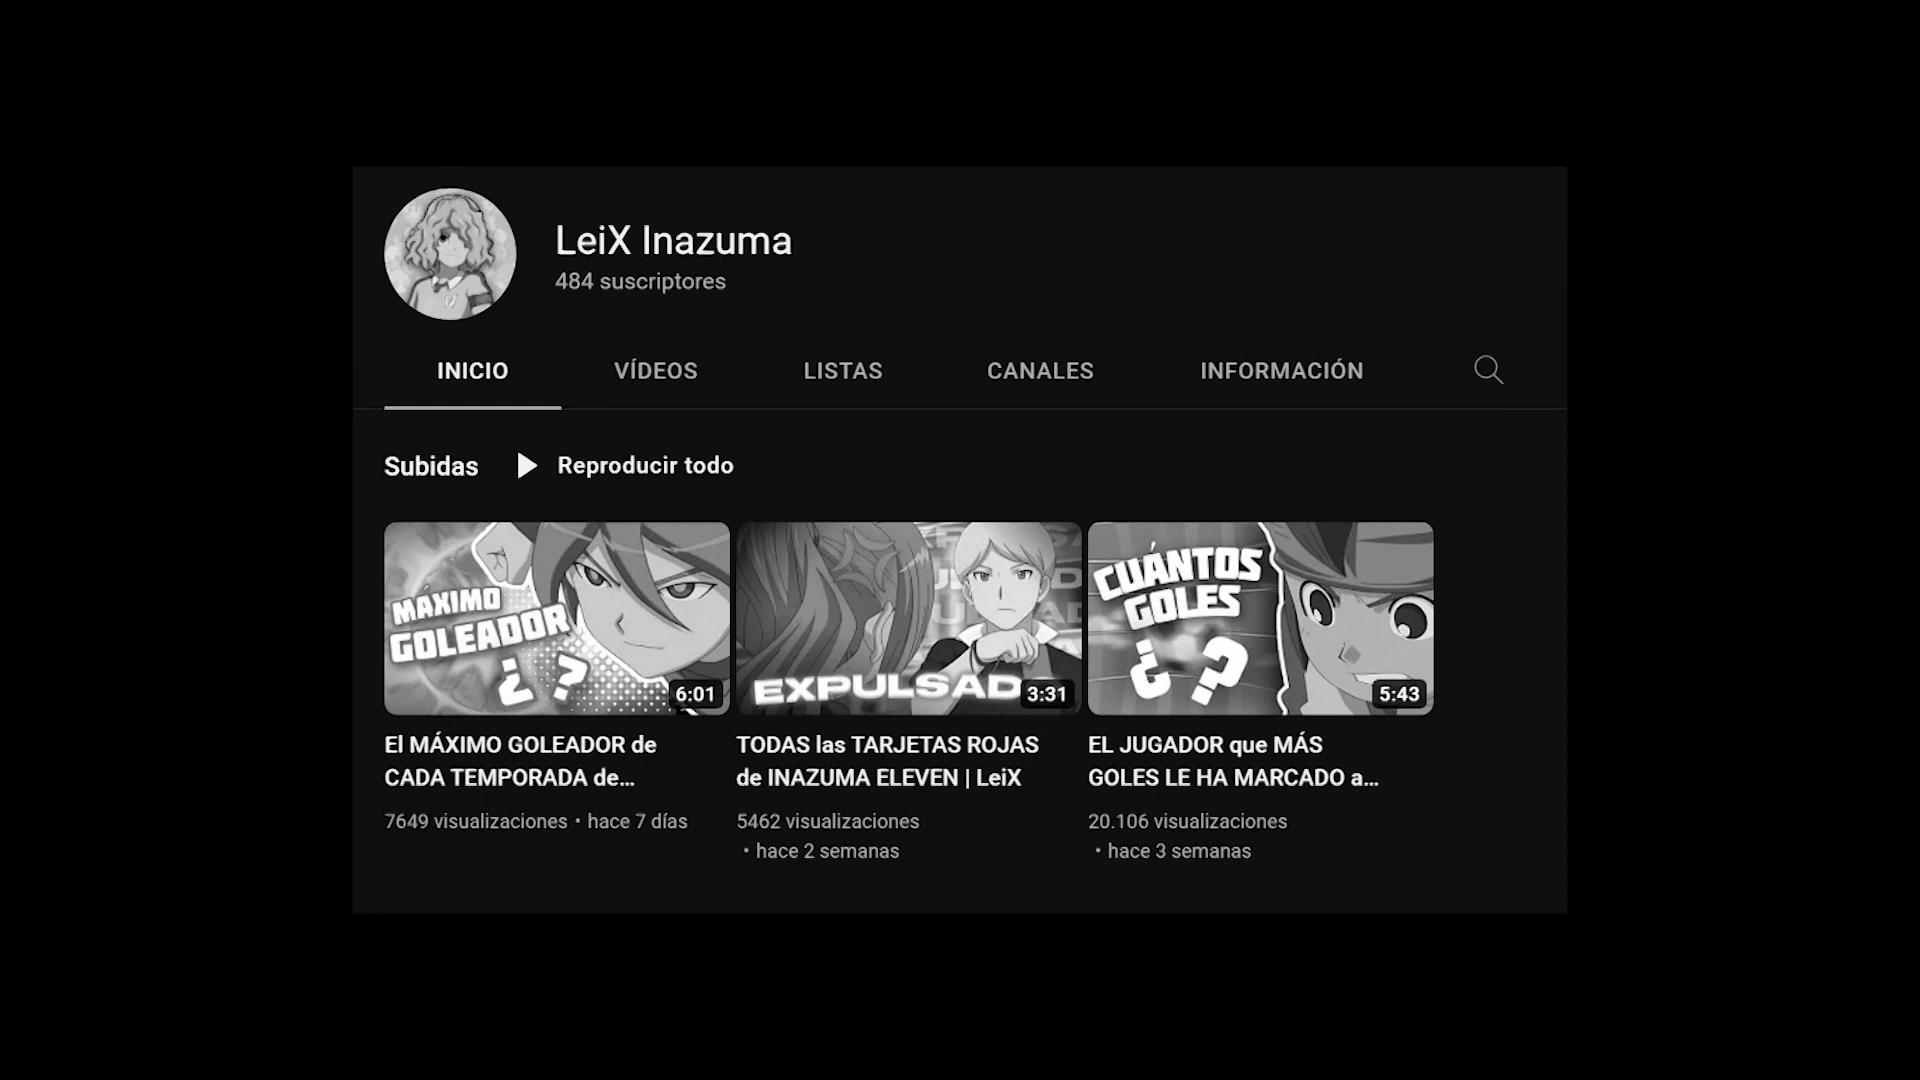 LeiX Inazuma
484 suscriptores
INICIO
VÍDEOS
LISTAS
CANALES
INFORMACIÓN
Subidas
Reproducir todo
MÁXIMO
GOLEADOR
¿ ?
6:01
EXPULSAD
3:31
CUÁNTOS
GOLES
¿ ?
5:43
El MÁXIMO GOLEADOR de
CADA TEMPORADA de...
7649 visualizaciones • hace 7 días
TODAS las TARJETAS ROJAS
de INAZUMA ELEVEN | LeiX
5462 visualizaciones
• hace 2 semanas
EL JUGADOR que MÁS
GOLES LE HA MARCADO a...
20.106 visualizaciones
• hace 3 semanas